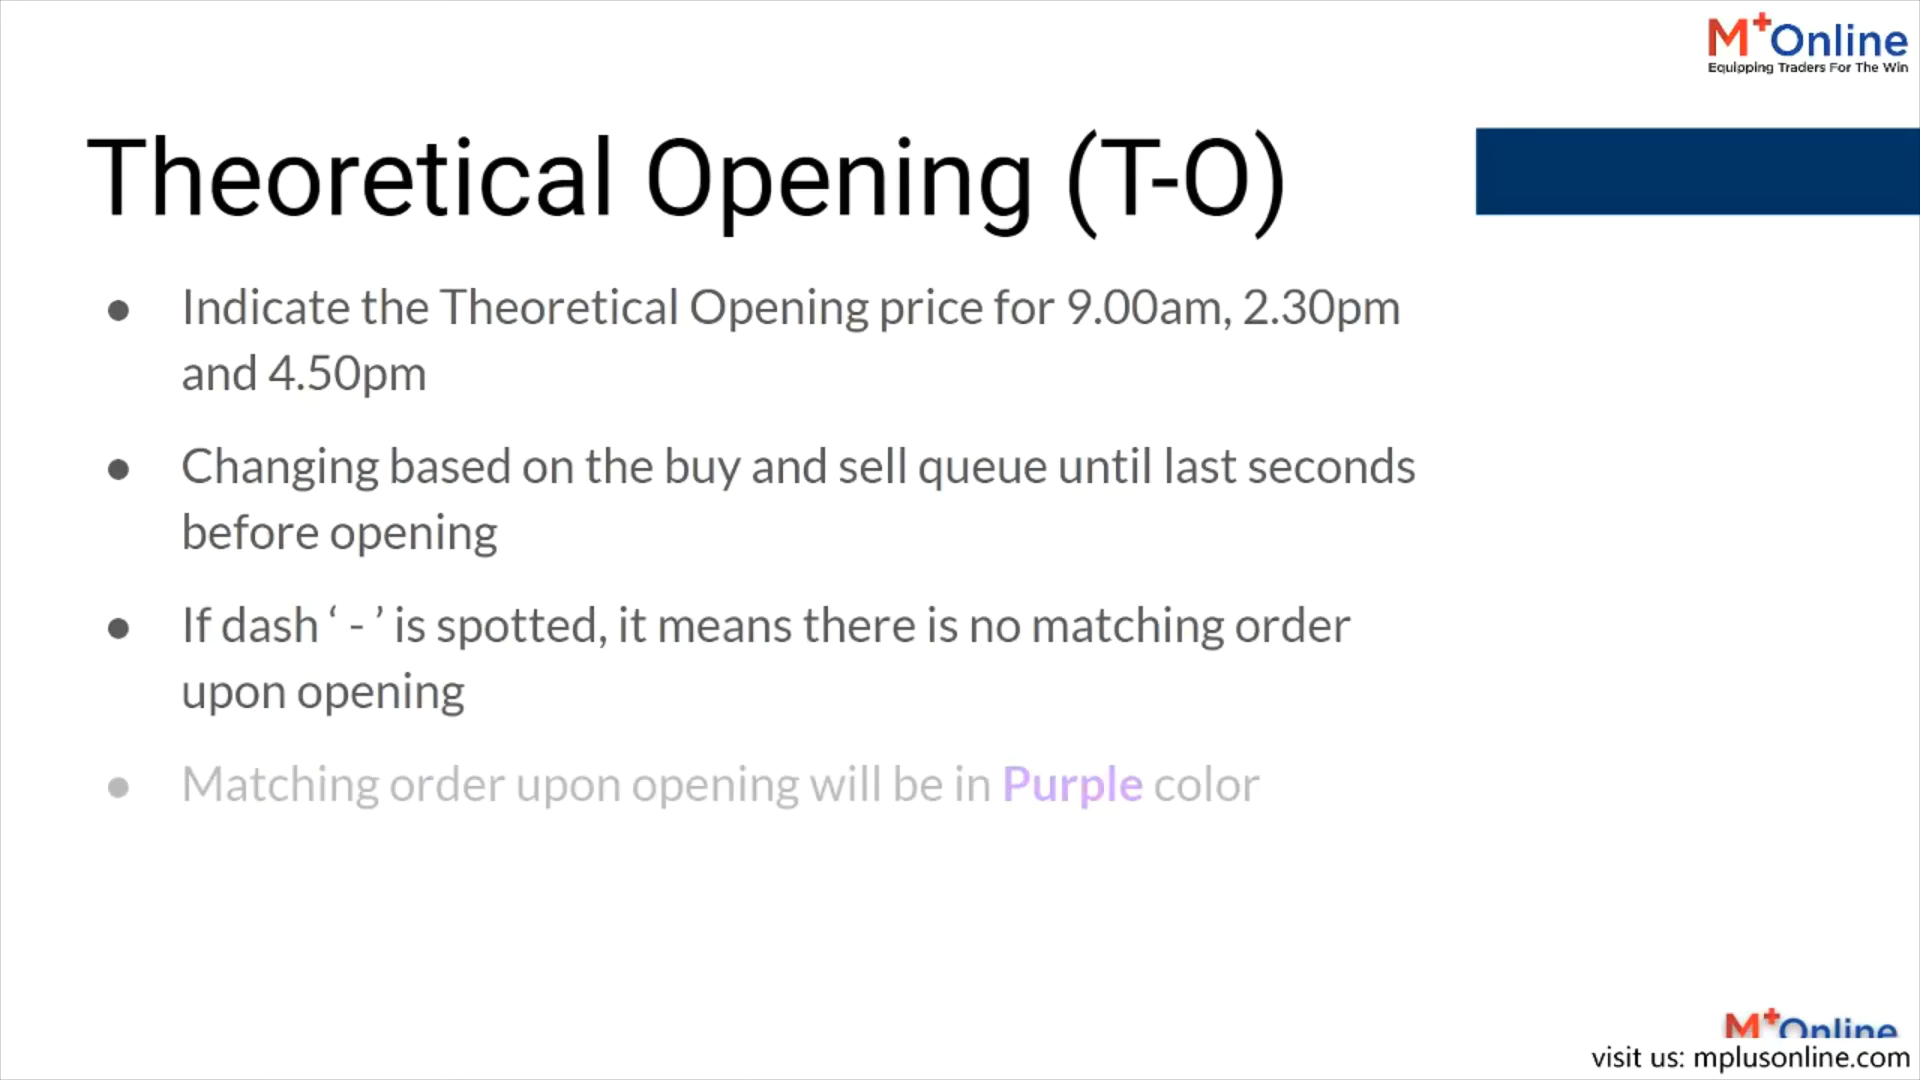 M+Online
Equipping Traders For The Win
Theoretical Opening (T-O)
● Indicate the Theoretical Opening price for 9.00am, 2.30pm
and 4.50pm
● Changing based on the buy and sell queue until last seconds
before opening
● If dash ‘ - ’ is spotted, it means there is no matching order
upon opening
● Matching order upon opening will be in Purple color
M+Online
visit us: mplusonline.com